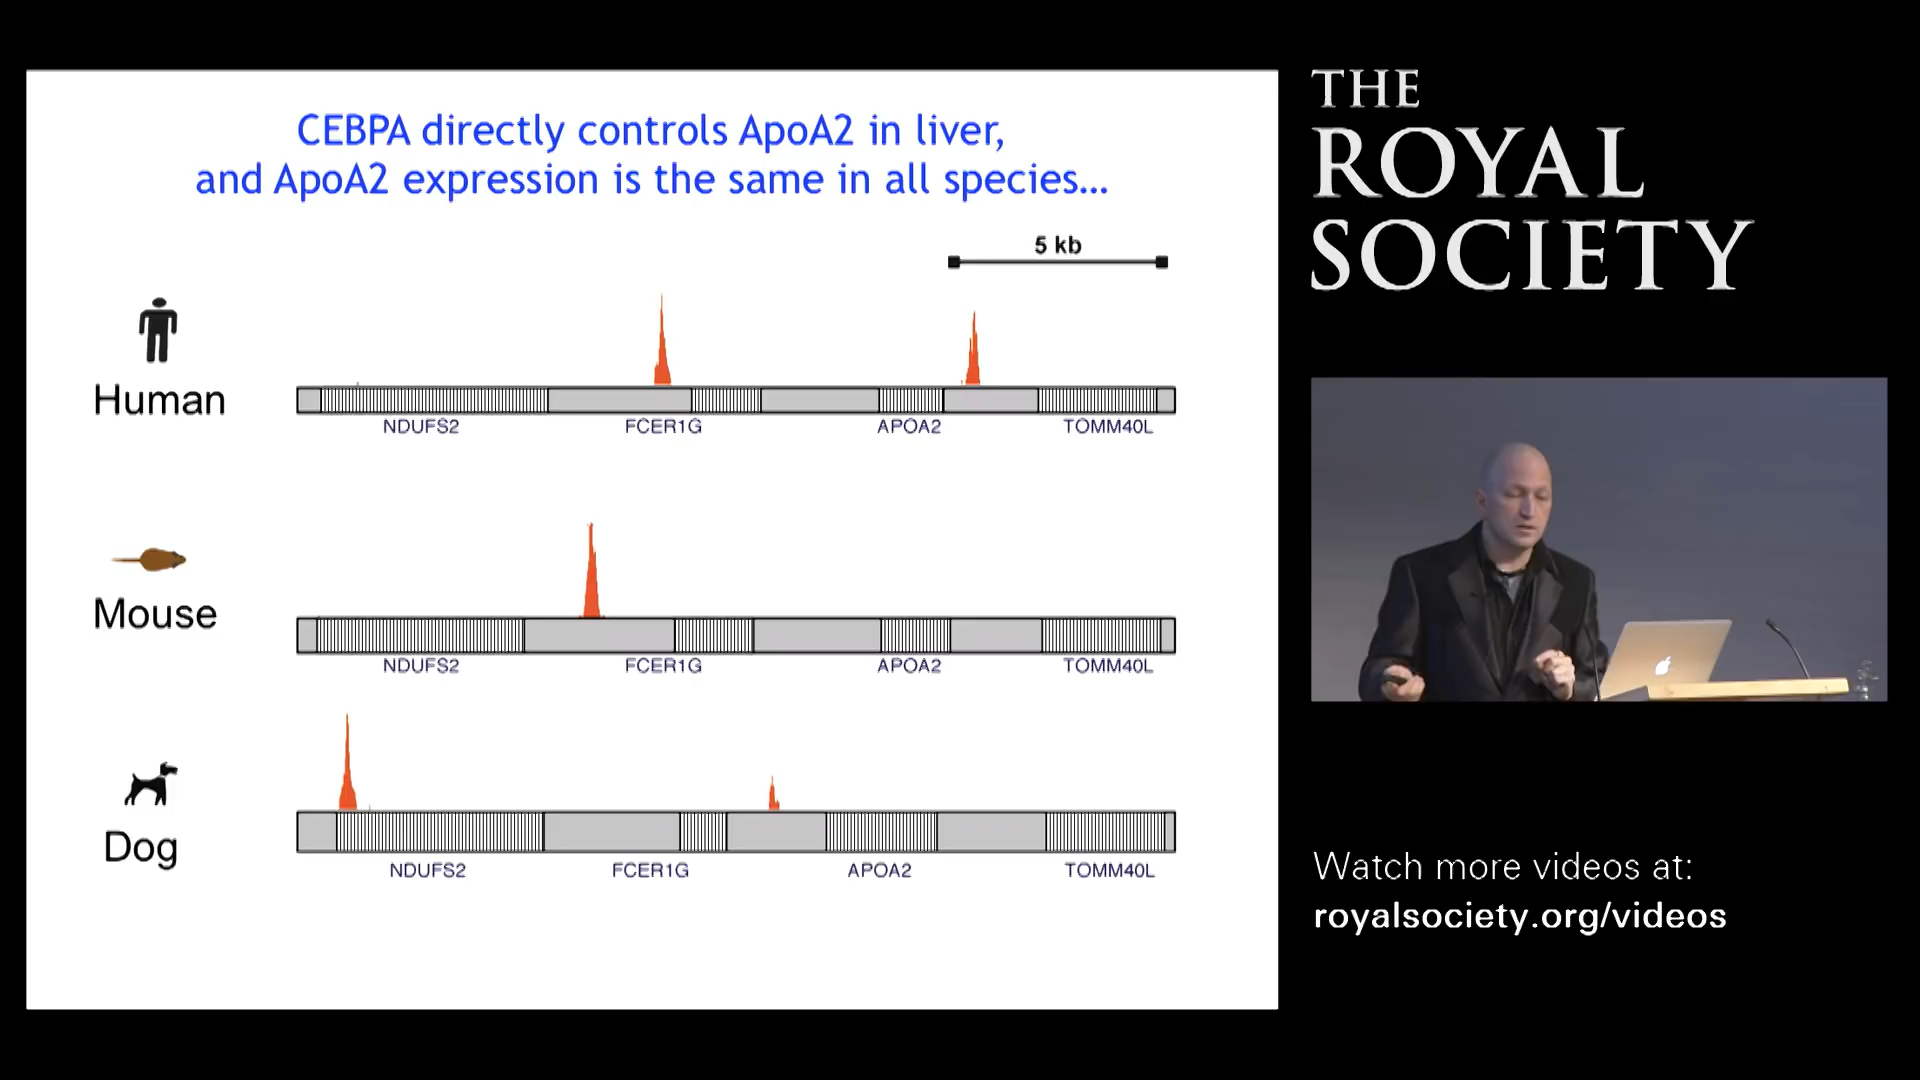 CEBPA directly controls ApoA2 in liver,
and ApoA2 expression is the same in all species...
5 kb
Human
NDUFS2 FCER1G APOA2 TOMM40L
Mouse
NDUFS2 FCER1G APOA2 TOMM40L
Dog
NDUFS2 FCER1G APOA2 TOMM40L
THE
ROYAL
SOCIETY
Watch more videos at:
royalsociety.org/videos